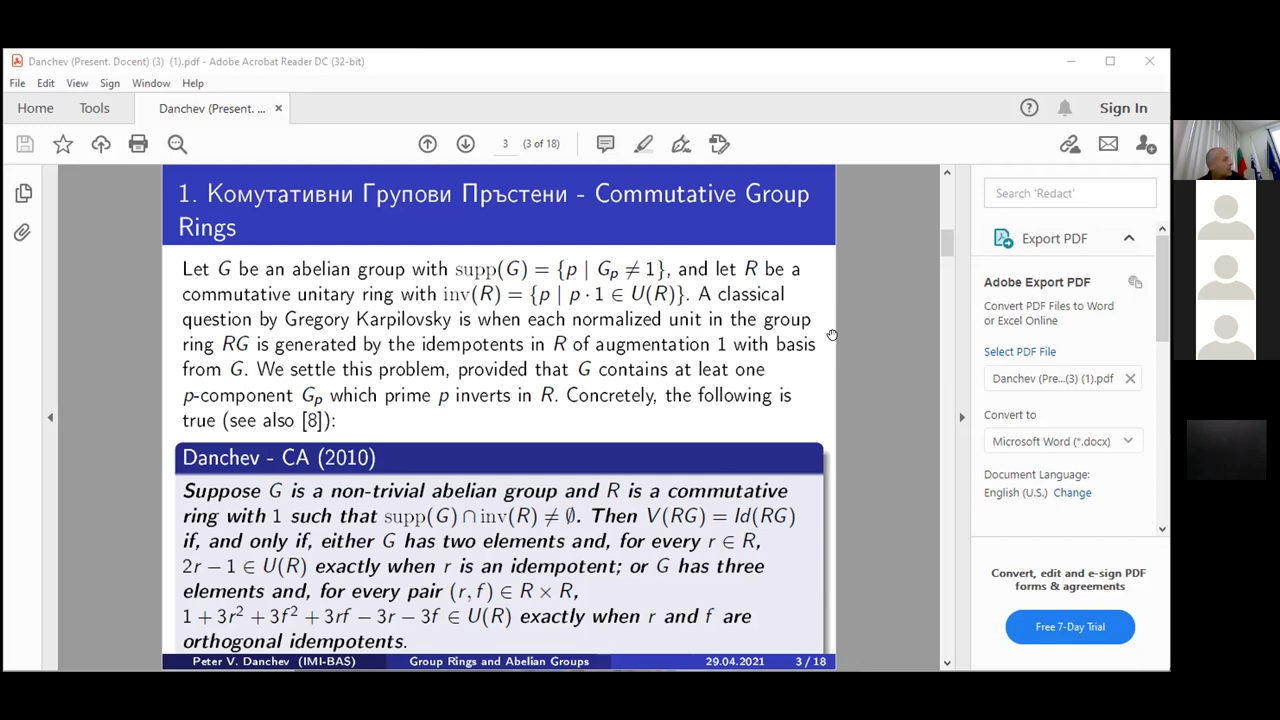 Danchev (Present. Docent) (3) (1).pdf - Adobe Acrobat Reader DC (32-bit)
File Edit View Sign Window Help
Home Tools Danchev (Present. ... × Sign In
3 (3 of 18)
1. Комутативни Групови Пръстени - Commutative Group
Rings
Let G be an abelian group with supp(G) = {p | Gₚ ≠ 1}, and let R be a
commutative unitary ring with inv(R) = {p | p · 1 ∈ U(R)}. A classical
question by Gregory Karpilovsky is when each normalized unit in the group
ring RG is generated by the idempotents in R of augmentation 1 with basis
from G. We settle this problem, provided that G contains at leat one
p-component Gₚ which prime p inverts in R. Concretely, the following is
true (see also [8]):
Danchev - CA (2010)
Suppose G is a non-trivial abelian group and R is a commutative
ring with 1 such that supp(G) ∩ inv(R) ≠ ∅. Then V(RG) = Id(RG)
if, and only if, either G has two elements and, for every r ∈ R,
2r − 1 ∈ U(R) exactly when r is an idempotent; or G has three
elements and, for every pair (r, f) ∈ R × R,
1 + 3r² + 3f² + 3rf − 3r − 3f ∈ U(R) exactly when r and f are
orthogonal idempotents.
Peter V. Danchev (IMI-BAS) Group Rings and Abelian Groups 29.04.2021 3 / 18
Search 'Redact'
Export PDF
Adobe Export PDF
Convert PDF Files to Word
or Excel Online
Select PDF File
Danchev (Pre...(3) (1).pdf
Convert to
Microsoft Word (*.docx)
Document Language:
English (U.S.) Change
Convert, edit and e-sign PDF
forms & agreements
Free 7-Day Trial